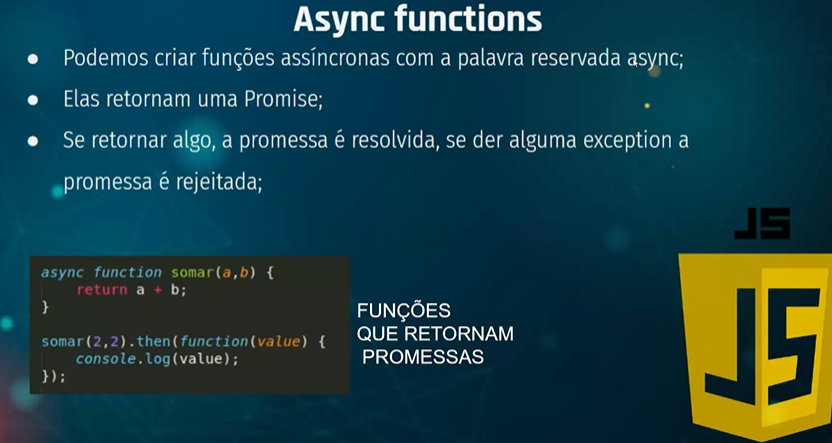 Async functions
● Podemos criar funções assíncronas com a palavra reservada async;
● Elas retornam uma Promise;
● Se retornar algo, a promessa é resolvida, se der alguma exception a
promessa é rejeitada;
JS
async function somar(a,b) {
    return a + b;
}
somar(2,2).then(function(value) {
    console.log(value);
});
FUNÇÕES
QUE RETORNAM
PROMESSAS
JS